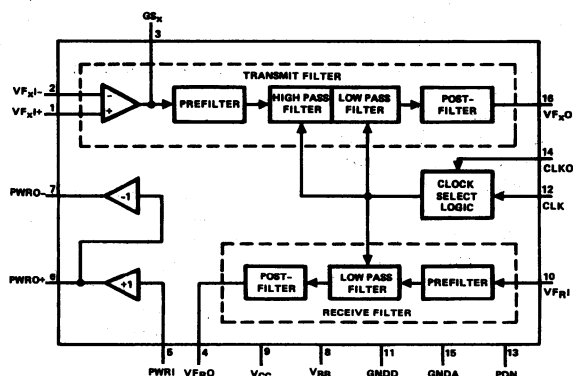 GSx
3
TRANSMIT FILTER
VFxI– 2
VFxI+ 1
–
+
PREFILTER
HIGH PASS FILTER
LOW PASS FILTER
POST-FILTER
16
VFxO
14
CLKO
CLOCK SELECT LOGIC
12
CLK
PWRO– 7
-1
PWRO+ 6
+1
POST-FILTER
LOW PASS FILTER
PREFILTER
10
VFRI
RECEIVE FILTER
5 4 9 8 11 15 13
PWRI VFRO VCC VBB GNDD GNDA PDN